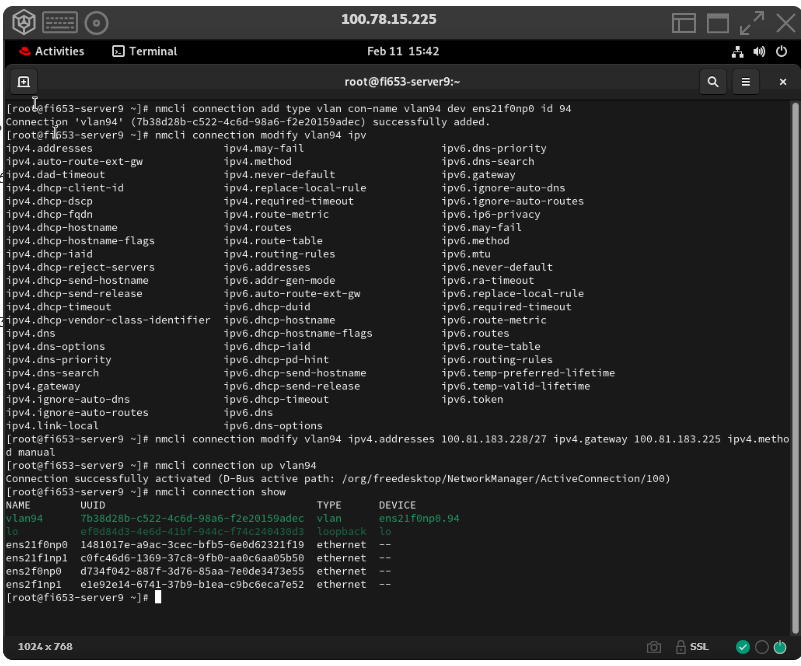 100.78.15.225
Activities Terminal Feb 11 15:42
root@fi653-server9:~
[root@fi653-server9 ~]# nmcli connection add type vlan con-name vlan94 dev ens21f0np0 id 94
Connection 'vlan94' (7b38d28b-c522-4c6d-98a6-f2e20159adec) successfully added.
[root@fi653-server9 ~]# nmcli connection modify vlan94 ipv
ipv4.addresses ipv4.may-fail ipv6.dns-priority
ipv4.auto-route-ext-gw ipv4.method ipv6.dns-search
ipv4.dad-timeout ipv4.never-default ipv6.gateway
ipv4.dhcp-client-id ipv4.replace-local-rule ipv6.ignore-auto-dns
ipv4.dhcp-dscp ipv4.required-timeout ipv6.ignore-auto-routes
ipv4.dhcp-fqdn ipv4.route-metric ipv6.ip6-privacy
ipv4.dhcp-hostname ipv4.routes ipv6.may-fail
ipv4.dhcp-hostname-flags ipv4.route-table ipv6.method
ipv4.dhcp-iaid ipv4.routing-rules ipv6.mtu
ipv4.dhcp-reject-servers ipv6.addresses ipv6.never-default
ipv4.dhcp-send-hostname ipv6.addr-gen-mode ipv6.ra-timeout
ipv4.dhcp-send-release ipv6.auto-route-ext-gw ipv6.replace-local-rule
ipv4.dhcp-timeout ipv6.dhcp-duid ipv6.required-timeout
ipv4.dhcp-vendor-class-identifier ipv6.dhcp-hostname ipv6.route-metric
ipv4.dns ipv6.dhcp-hostname-flags ipv6.routes
ipv4.dns-options ipv6.dhcp-iaid ipv6.route-table
ipv4.dns-priority ipv6.dhcp-pd-hint ipv6.routing-rules
ipv4.dns-search ipv6.dhcp-send-hostname ipv6.temp-preferred-lifetime
ipv4.gateway ipv6.dhcp-send-release ipv6.temp-valid-lifetime
ipv4.ignore-auto-dns ipv6.dhcp-timeout ipv6.token
ipv4.ignore-auto-routes ipv6.dns
ipv4.link-local ipv6.dns-options
[root@fi653-server9 ~]# nmcli connection modify vlan94 ipv4.addresses 100.81.183.228/27 ipv4.gateway 100.81.183.225 ipv4.metho
d manual
[root@fi653-server9 ~]# nmcli connection up vlan94
Connection successfully activated (D-Bus active path: /org/freedesktop/NetworkManager/ActiveConnection/100)
[root@fi653-server9 ~]# nmcli connection show
NAME UUID TYPE DEVICE
vlan94 7b38d28b-c522-4c6d-98a6-f2e20159adec vlan ens21f0np0.94
lo ef0d84d3-4e6d-41bf-944c-f74c240430d3 loopback lo
ens21f0np0 1481017e-a9ac-3cec-bfb5-6e0d62321f19 ethernet --
ens21f1np1 c0fc46d6-1369-37c8-9fb0-aa0c6aa05b50 ethernet --
ens2f0np0 d734f042-887f-3d76-85aa-7e0de3473e55 ethernet --
ens2f1np1 e1e92e14-6741-37b9-b1ea-c9bc6eca7e52 ethernet --
[root@fi653-server9 ~]#
1024 x 768 SSL